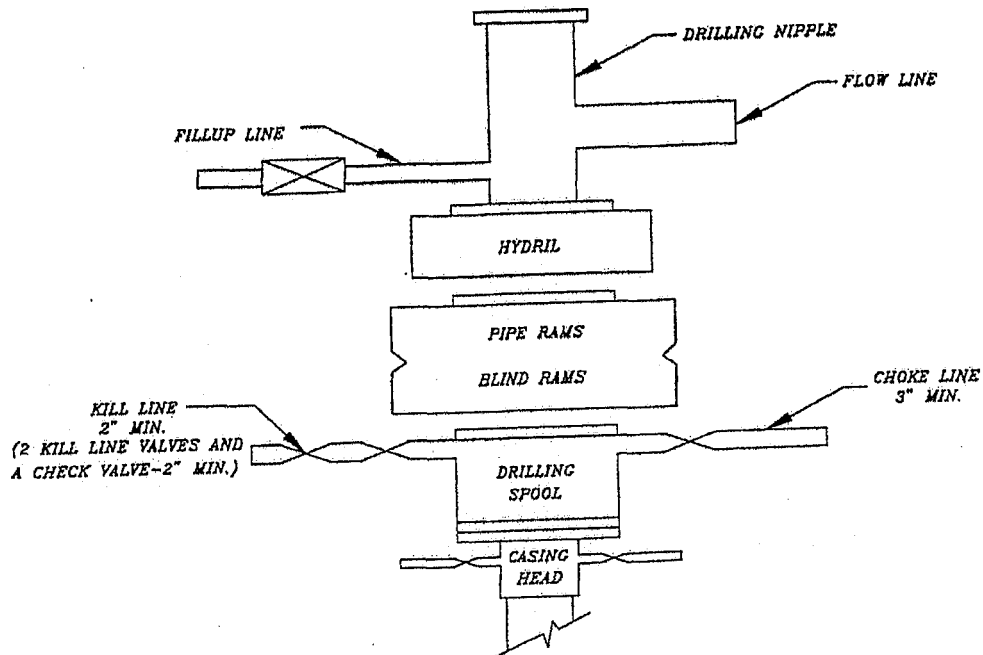 DRILLING NIPPLE
FLOW LINE
FILLUP LINE
HYDRIL
PIPE RAMS
BLIND RAMS
CHOKE LINE
3" MIN.
KILL LINE
2" MIN.
(2 KILL LINE VALVES AND
A CHECK VALVE-2" MIN.)
DRILLING
SPOOL
CASING
HEAD